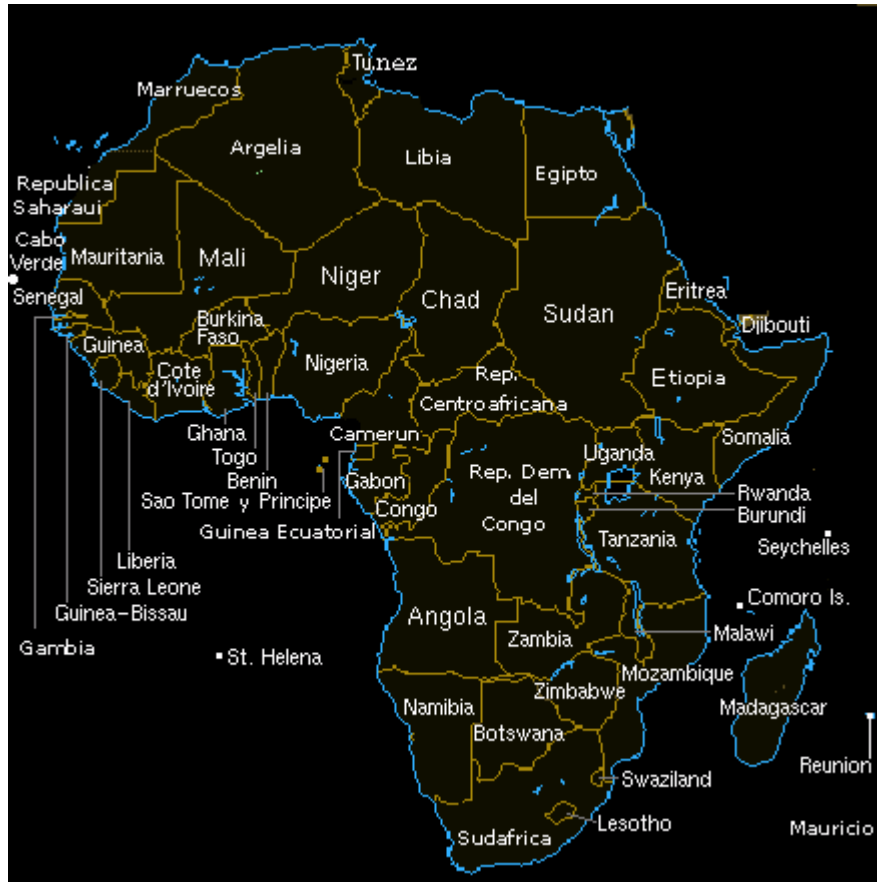 Tunez
Marruecos
Argelia
Libia
Egipto
Republica
Saharaui
Cabo
Verde
Mauritania
Mali
Niger
Chad
Sudan
Eritrea
Senegal
Djibouti
Burkina
Faso
Guinea
Nigeria
Cote
d'Ivoire
Rep.
Centroafricana
Etiopia
Ghana
Camerun
Somalia
Togo
Uganda
Benin
Gabon
Rep. Dem.
del
Congo
Kenya
Sao Tome y Principe
Congo
Rwanda
Burundi
Guinea Ecuatorial
Tanzania
Seychelles
Liberia
Sierra Leone
Guinea-Bissau
Gambia
Comoro Is.
Angola
Zambia
Malawi
St. Helena
Mozambique
Zimbabwe
Namibia
Madagascar
Botswana
Reunion
Swaziland
Lesotho
Mauricio
Sudafrica